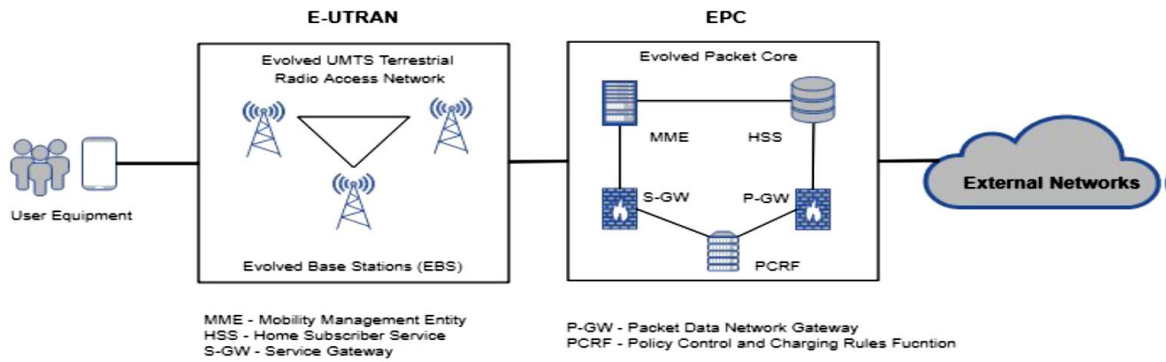 E-UTRAN
EPC
Evolved UMTS Terrestrial
Radio Access Network
Evolved Packet Core
MME
HSS
User Equipment
S-GW
P-GW
External Networks
PCRF
Evolved Base Stations (EBS)
MME - Mobility Management Entity
HSS - Home Subscriber Service
S-GW - Service Gateway
P-GW - Packet Data Network Gateway
PCRF - Policy Control and Charging Rules Fucntion